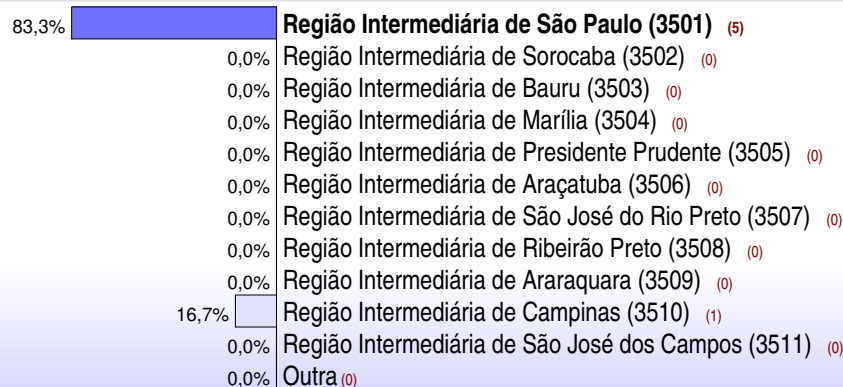 83,3% Região Intermediária de São Paulo (3501) (5)
0,0% Região Intermediária de Sorocaba (3502) (0)
0,0% Região Intermediária de Bauru (3503) (0)
0,0% Região Intermediária de Marília (3504) (0)
0,0% Região Intermediária de Presidente Prudente (3505) (0)
0,0% Região Intermediária de Araçatuba (3506) (0)
0,0% Região Intermediária de São José do Rio Preto (3507) (0)
0,0% Região Intermediária de Ribeirão Preto (3508) (0)
0,0% Região Intermediária de Araraquara (3509) (0)
16,7% Região Intermediária de Campinas (3510) (1)
0,0% Região Intermediária de São José dos Campos (3511) (0)
0,0% Outra (0)